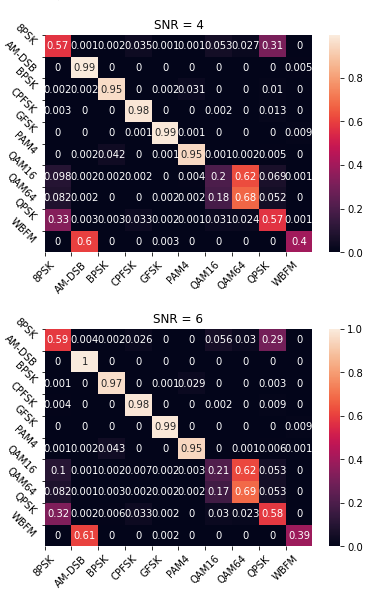 SNR = 4
8PSK 0.57 0.001 0.002 0.035 0.001 0.001 0.053 0.027 0.31 0
AM-DSB 0 0.99 0 0 0 0 0 0 0 0.005
BPSK 0.002 0.002 0.95 0 0.002 0.031 0 0 0.01 0
CPFSK 0.003 0 0 0.98 0 0 0.002 0 0.013 0
GFSK 0 0 0 0.001 0.99 0.001 0 0 0 0.009
PAM4 0 0.002 0.042 0 0 0.95 0.001 0.002 0.005 0
QAM16 0.098 0.002 0.002 0.002 0 0.004 0.2 0.62 0.069 0.001
QAM64 0.082 0.002 0 0 0.002 0.002 0.18 0.68 0.052 0
QPSK 0.33 0.003 0.003 0.033 0.002 0.001 0.031 0.024 0.57 0.001
WBFM 0 0.6 0 0 0.003 0 0 0 0 0.4
8PSK AM-DSB BPSK CPFSK GFSK PAM4 QAM16 QAM64 QPSK WBFM
0.8
0.6
0.4
0.2
0.0
SNR = 6
8PSK 0.59 0.004 0.002 0.026 0 0 0.056 0.03 0.29 0
AM-DSB 0 1 0 0 0 0 0 0 0 0
BPSK 0.001 0 0.97 0 0.001 0.029 0 0 0.003 0
CPFSK 0.004 0 0 0.98 0 0 0.002 0 0.009 0
GFSK 0 0 0 0 0.99 0 0 0 0 0.009
PAM4 0.001 0.002 0.043 0 0 0.95 0 0.001 0.006 0.001
QAM16 0.1 0.001 0.002 0.007 0.002 0.003 0.21 0.62 0.053 0
QAM64 0.082 0.001 0.003 0.002 0.002 0.002 0.17 0.69 0.053 0
QPSK 0.32 0.002 0.006 0.033 0.002 0 0.03 0.023 0.58 0
WBFM 0 0.61 0 0 0.002 0 0 0 0 0.39
8PSK AM-DSB BPSK CPFSK GFSK PAM4 QAM16 QAM64 QPSK WBFM
1.0
0.8
0.6
0.4
0.2
0.0